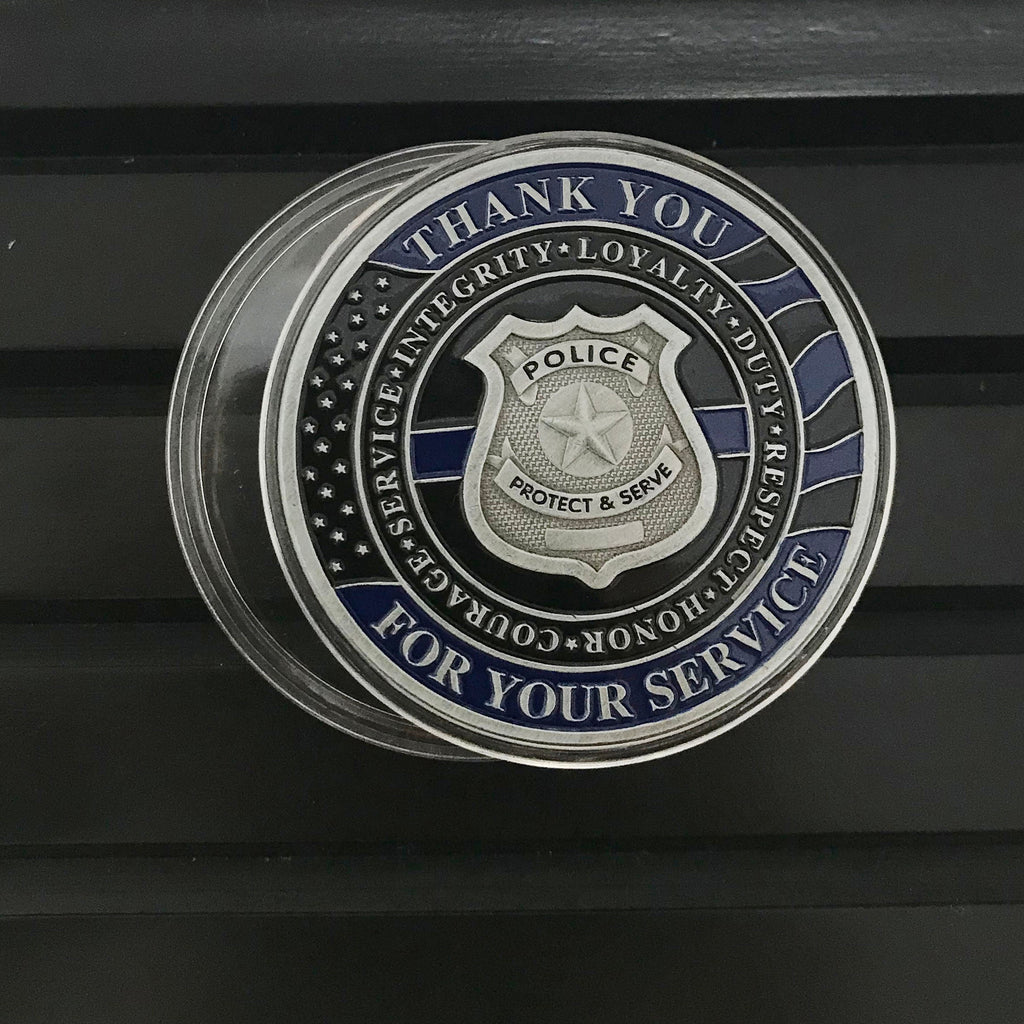 THANK YOU
INTEGRITY★LOYALTY★DUTY★RESPECT★HONOR★COURAGE★SERVICE★
POLICE
PROTECT & SERVE
FOR YOUR SERVICE